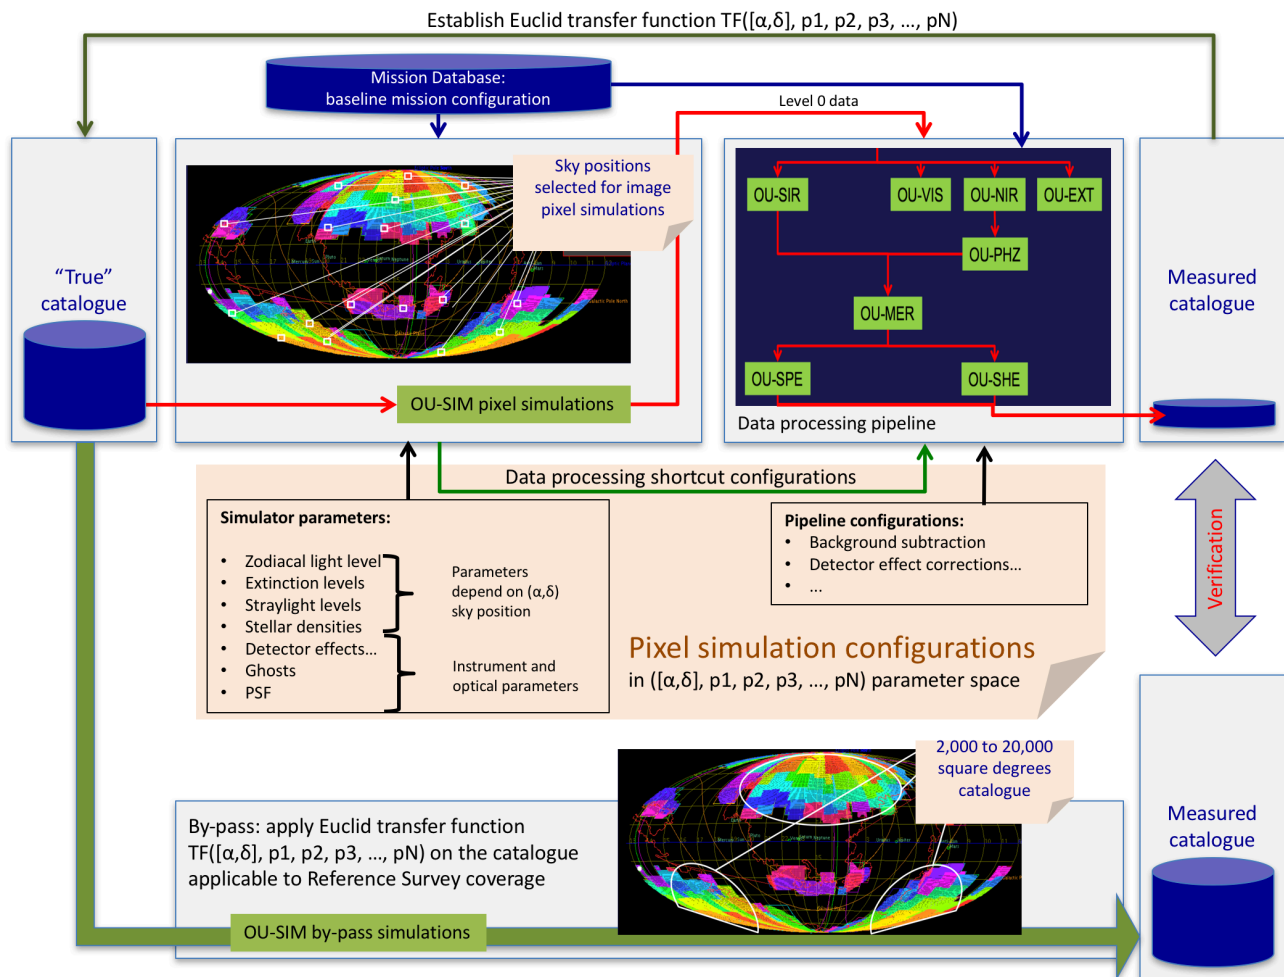 Establish Euclid transfer function TF([α,δ], p1, p2, p3, ..., pN)
Mission Database:
baseline mission configuration
Level 0 data
"True"
catalogue
Sky positions
selected for image
pixel simulations
OU-SIM pixel simulations
OU-SIR
OU-VIS
OU-NIR
OU-EXT
OU-PHZ
OU-MER
OU-SPE
OU-SHE
Data processing pipeline
Measured
catalogue
Data processing shortcut configurations
Simulator parameters:
• Zodiacal light level
• Extinction levels
• Straylight levels
• Stellar densities
• Detector effects...
• Ghosts
• PSF
Parameters
depend on (α,δ)
sky position
Instrument and
optical parameters
Pipeline configurations:
• Background subtraction
• Detector effect corrections...
• ...
Pixel simulation configurations
in ([α,δ], p1, p2, p3, ..., pN) parameter space
Verification
2,000 to 20,000
square degrees
catalogue
By-pass: apply Euclid transfer function
TF([α,δ], p1, p2, p3, ..., pN) on the catalogue
applicable to Reference Survey coverage
OU-SIM by-pass simulations
Measured
catalogue